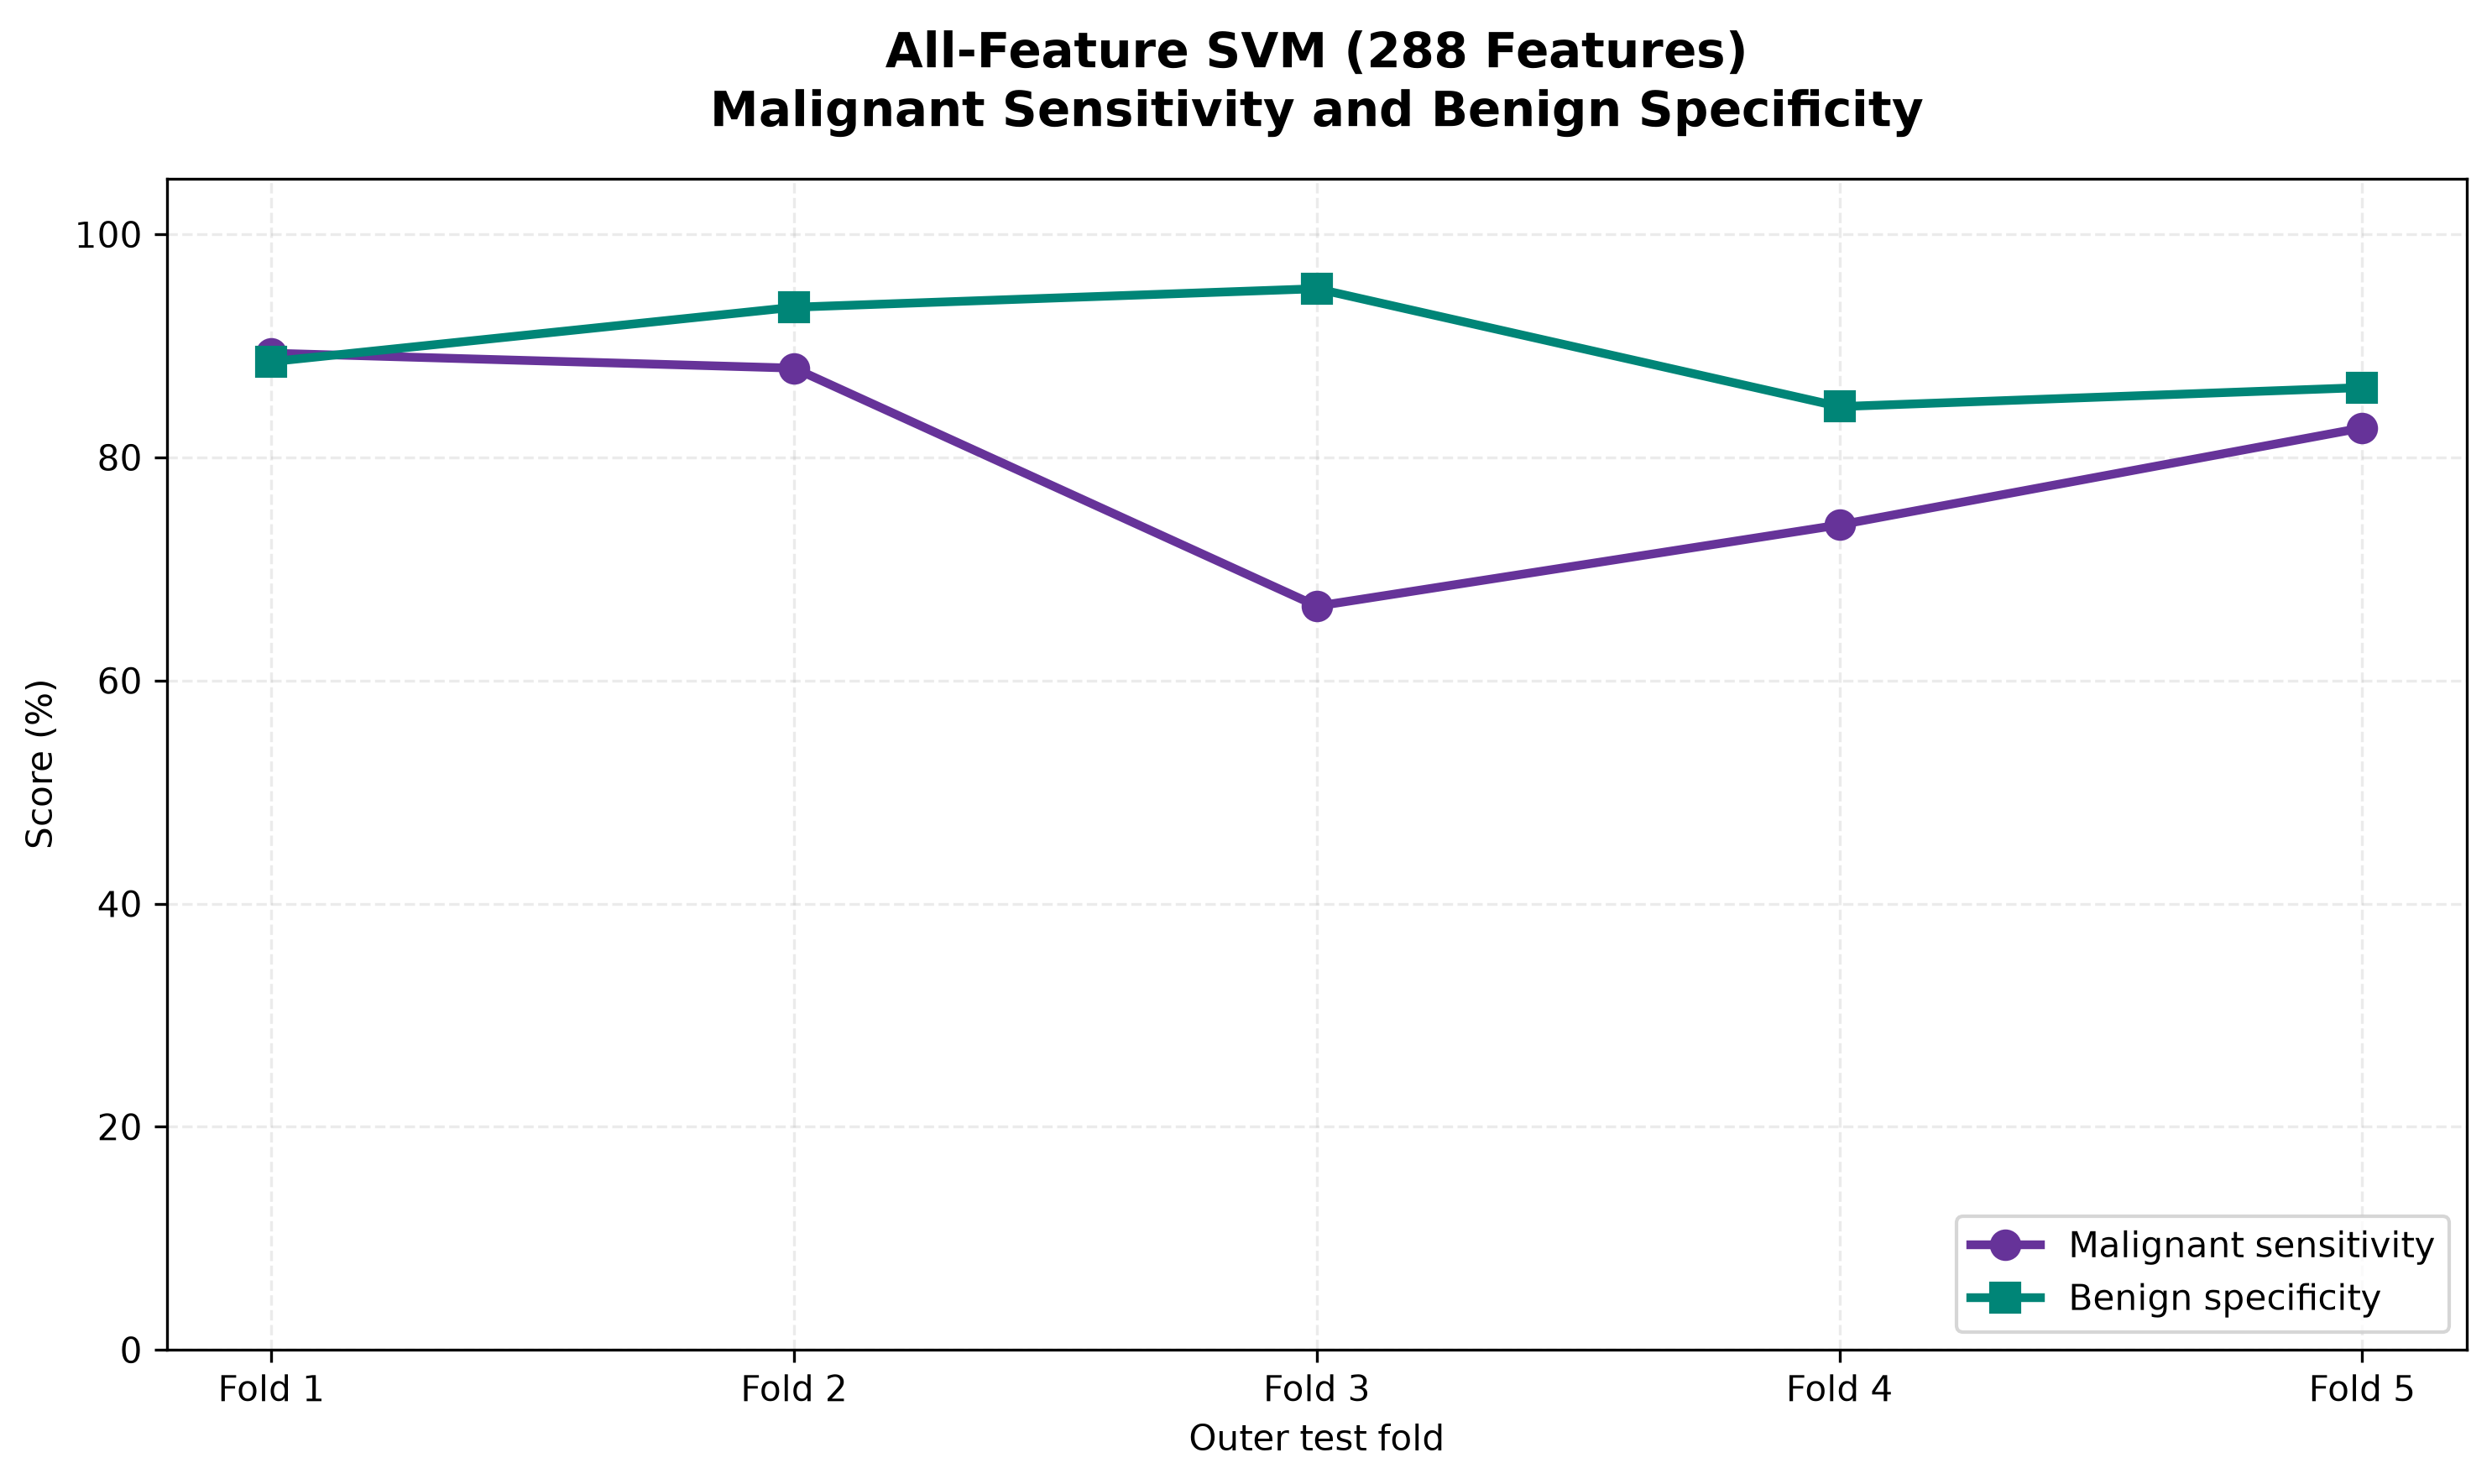 All-Feature SVM (288 Features)
Malignant Sensitivity and Benign Specificity
Score (%)
100
80
60
40
20
0
Malignant sensitivity
Benign specificity
Fold 1
Fold 2
Fold 3
Fold 4
Fold 5
Outer test fold